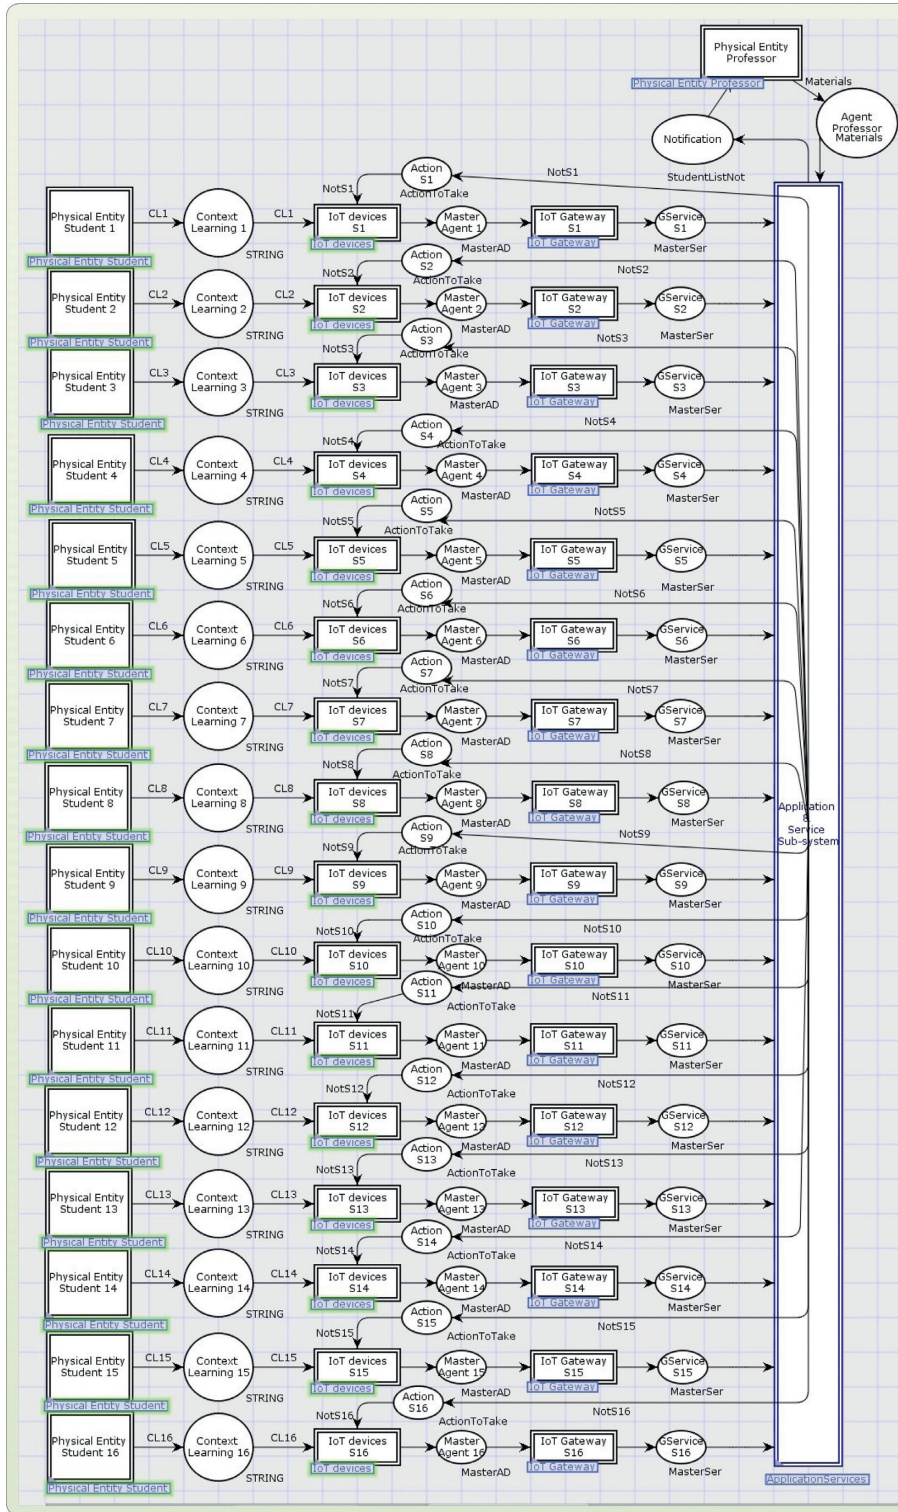 Physical Entity
Professor
Physical Entity Professor
Materials
Agent
Professor
Materials
Notification
StudentListNot
Action
S1
NotS1
NotS1
ActionToTake
Physical Entity
Student 1
CL1
Context
Learning 1
CL1
IoT devices
S1
Master
Agent 1
IoT Gateway
S1
GService
S1
Physical Entity Student
STRING
IoT devices
MasterAD
IoT Gateway
MasterSer
Action
S2
NotS2
NotS2
ActionToTake
Physical Entity
Student 2
CL2
Context
Learning 2
CL2
IoT devices
S2
Master
Agent 2
IoT Gateway
S2
GService
S2
Physical Entity Student
STRING
IoT devices
MasterAD
IoT Gateway
MasterSer
Action
S3
NotS3
NotS3
ActionToTake
Physical Entity
Student 3
CL3
Context
Learning 3
CL3
IoT devices
S3
Master
Agent 3
IoT Gateway
S3
GService
S3
Physical Entity Student
STRING
IoT devices
MasterAD
IoT Gateway
MasterSer
Action
S4
NotS4
NotS4
ActionToTake
Physical Entity
Student 4
CL4
Context
Learning 4
CL4
IoT devices
S4
Master
Agent 4
IoT Gateway
S4
GService
S4
Physical Entity Student
STRING
IoT devices
MasterAD
IoT Gateway
MasterSer
Action
S5
NotS5
NotS5
ActionToTake
Physical Entity
Student 5
CL5
Context
Learning 5
CL5
IoT devices
S5
Master
Agent 5
IoT Gateway
S5
GService
S5
Physical Entity Student
STRING
IoT devices
MasterAD
IoT Gateway
MasterSer
Action
S6
NotS6
NotS6
ActionToTake
Physical Entity
Student 6
CL6
Context
Learning 6
CL6
IoT devices
S6
Master
Agent 6
IoT Gateway
S6
GService
S6
Physical Entity Student
STRING
IoT devices
MasterAD
IoT Gateway
MasterSer
Action
S7
NotS7
NotS7
ActionToTake
Physical Entity
Student 7
CL7
Context
Learning 7
CL7
IoT devices
S7
Master
Agent 7
IoT Gateway
S7
GService
S7
Physical Entity Student
STRING
IoT devices
MasterAD
IoT Gateway
MasterSer
Action
S8
NotS8
NotS8
ActionToTake
Physical Entity
Student 8
CL8
Context
Learning 8
CL8
IoT devices
S8
Master
Agent 8
IoT Gateway
S8
GService
S8
Physical Entity Student
STRING
IoT devices
MasterAD
IoT Gateway
MasterSer
Application
&
Service
Sub-system
Action
S9
NotS9
NotS9
ActionToTake
Physical Entity
Student 9
CL9
Context
Learning 9
CL9
IoT devices
S9
Master
Agent 9
IoT Gateway
S9
GService
S9
Physical Entity Student
STRING
IoT devices
MasterAD
IoT Gateway
MasterSer
Action
S10
NotS10
NotS10
ActionToTake
Physical Entity
Student 10
CL10
Context
Learning 10
CL10
IoT devices
S10
Master
Agent 10
IoT Gateway
S10
GService
S10
Physical Entity Student
STRING
IoT devices
MasterAD
IoT Gateway
MasterSer
Action
S11
NotS11
NotS11
ActionToTake
Physical Entity
Student 11
CL11
Context
Learning 11
CL11
IoT devices
S11
Master
Agent 11
IoT Gateway
S11
GService
S11
Physical Entity Student
STRING
IoT devices
MasterAD
IoT Gateway
MasterSer
Action
S12
NotS12
NotS12
ActionToTake
Physical Entity
Student 12
CL12
Context
Learning 12
CL12
IoT devices
S12
Master
Agent 12
IoT Gateway
S12
GService
S12
Physical Entity Student
STRING
IoT devices
MasterAD
IoT Gateway
MasterSer
Action
S13
NotS13
NotS13
ActionToTake
Physical Entity
Student 13
CL13
Context
Learning 13
CL13
IoT devices
S13
Master
Agent 13
IoT Gateway
S13
GService
S13
Physical Entity Student
STRING
IoT devices
MasterAD
IoT Gateway
MasterSer
Action
S14
NotS14
NotS14
ActionToTake
Physical Entity
Student 14
CL14
Context
Learning 14
CL14
IoT devices
S14
Master
Agent 14
IoT Gateway
S14
GService
S14
Physical Entity Student
STRING
IoT devices
MasterAD
IoT Gateway
MasterSer
Action
S15
NotS15
NotS15
ActionToTake
Physical Entity
Student 15
CL15
Context
Learning 15
CL15
IoT devices
S15
Master
Agent 15
IoT Gateway
S15
GService
S15
Physical Entity Student
STRING
IoT devices
MasterAD
IoT Gateway
MasterSer
Action
S16
NotS16
NotS16
ActionToTake
Physical Entity
Student 16
CL16
Context
Learning 16
CL16
IoT devices
S16
Master
Agent 16
IoT Gateway
S16
GService
S16
Physical Entity Student
STRING
IoT devices
MasterAD
IoT Gateway
MasterSer
ApplicationServices